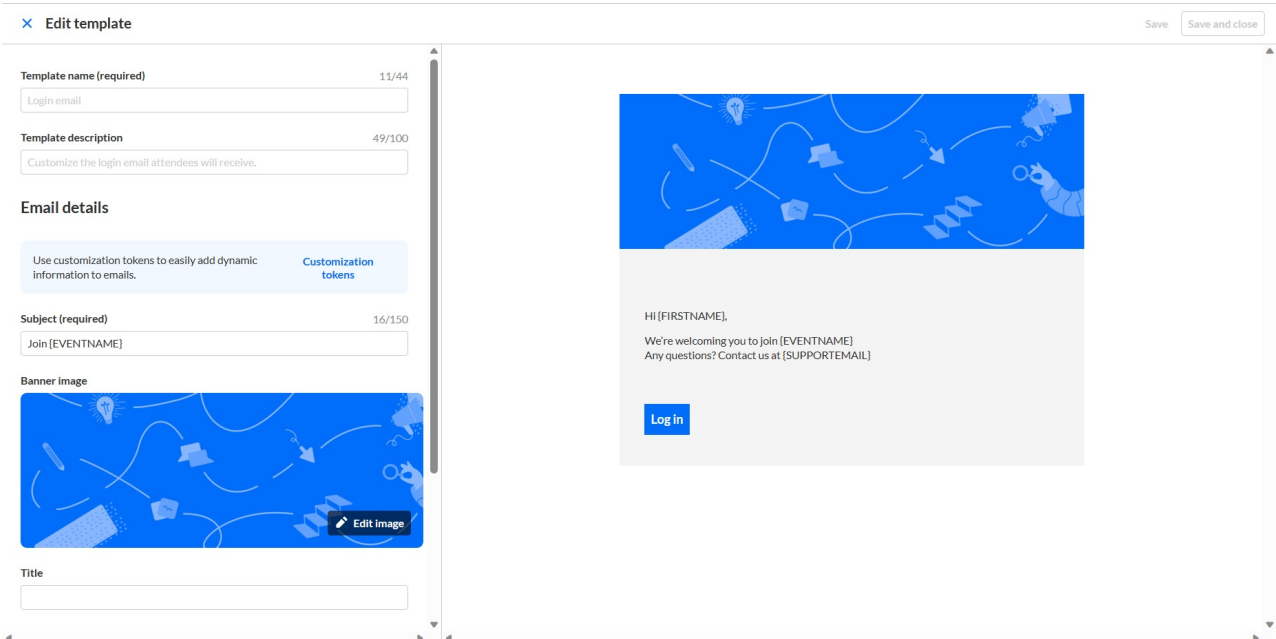 Edit template
Save
Save and close
Template name (required)
11/44
Login email
Template description
49/100
Customize the login email attendees will receive.
Email details
Use customization tokens to easily add dynamic
information to emails.
Customization
tokens
Subject (required)
16/150
Join {EVENTNAME}
Banner image
Edit image
Title
Hi {FIRSTNAME},
We're welcoming you to join {EVENTNAME}
Any questions? Contact us at {SUPPORTEMAIL}
Log in